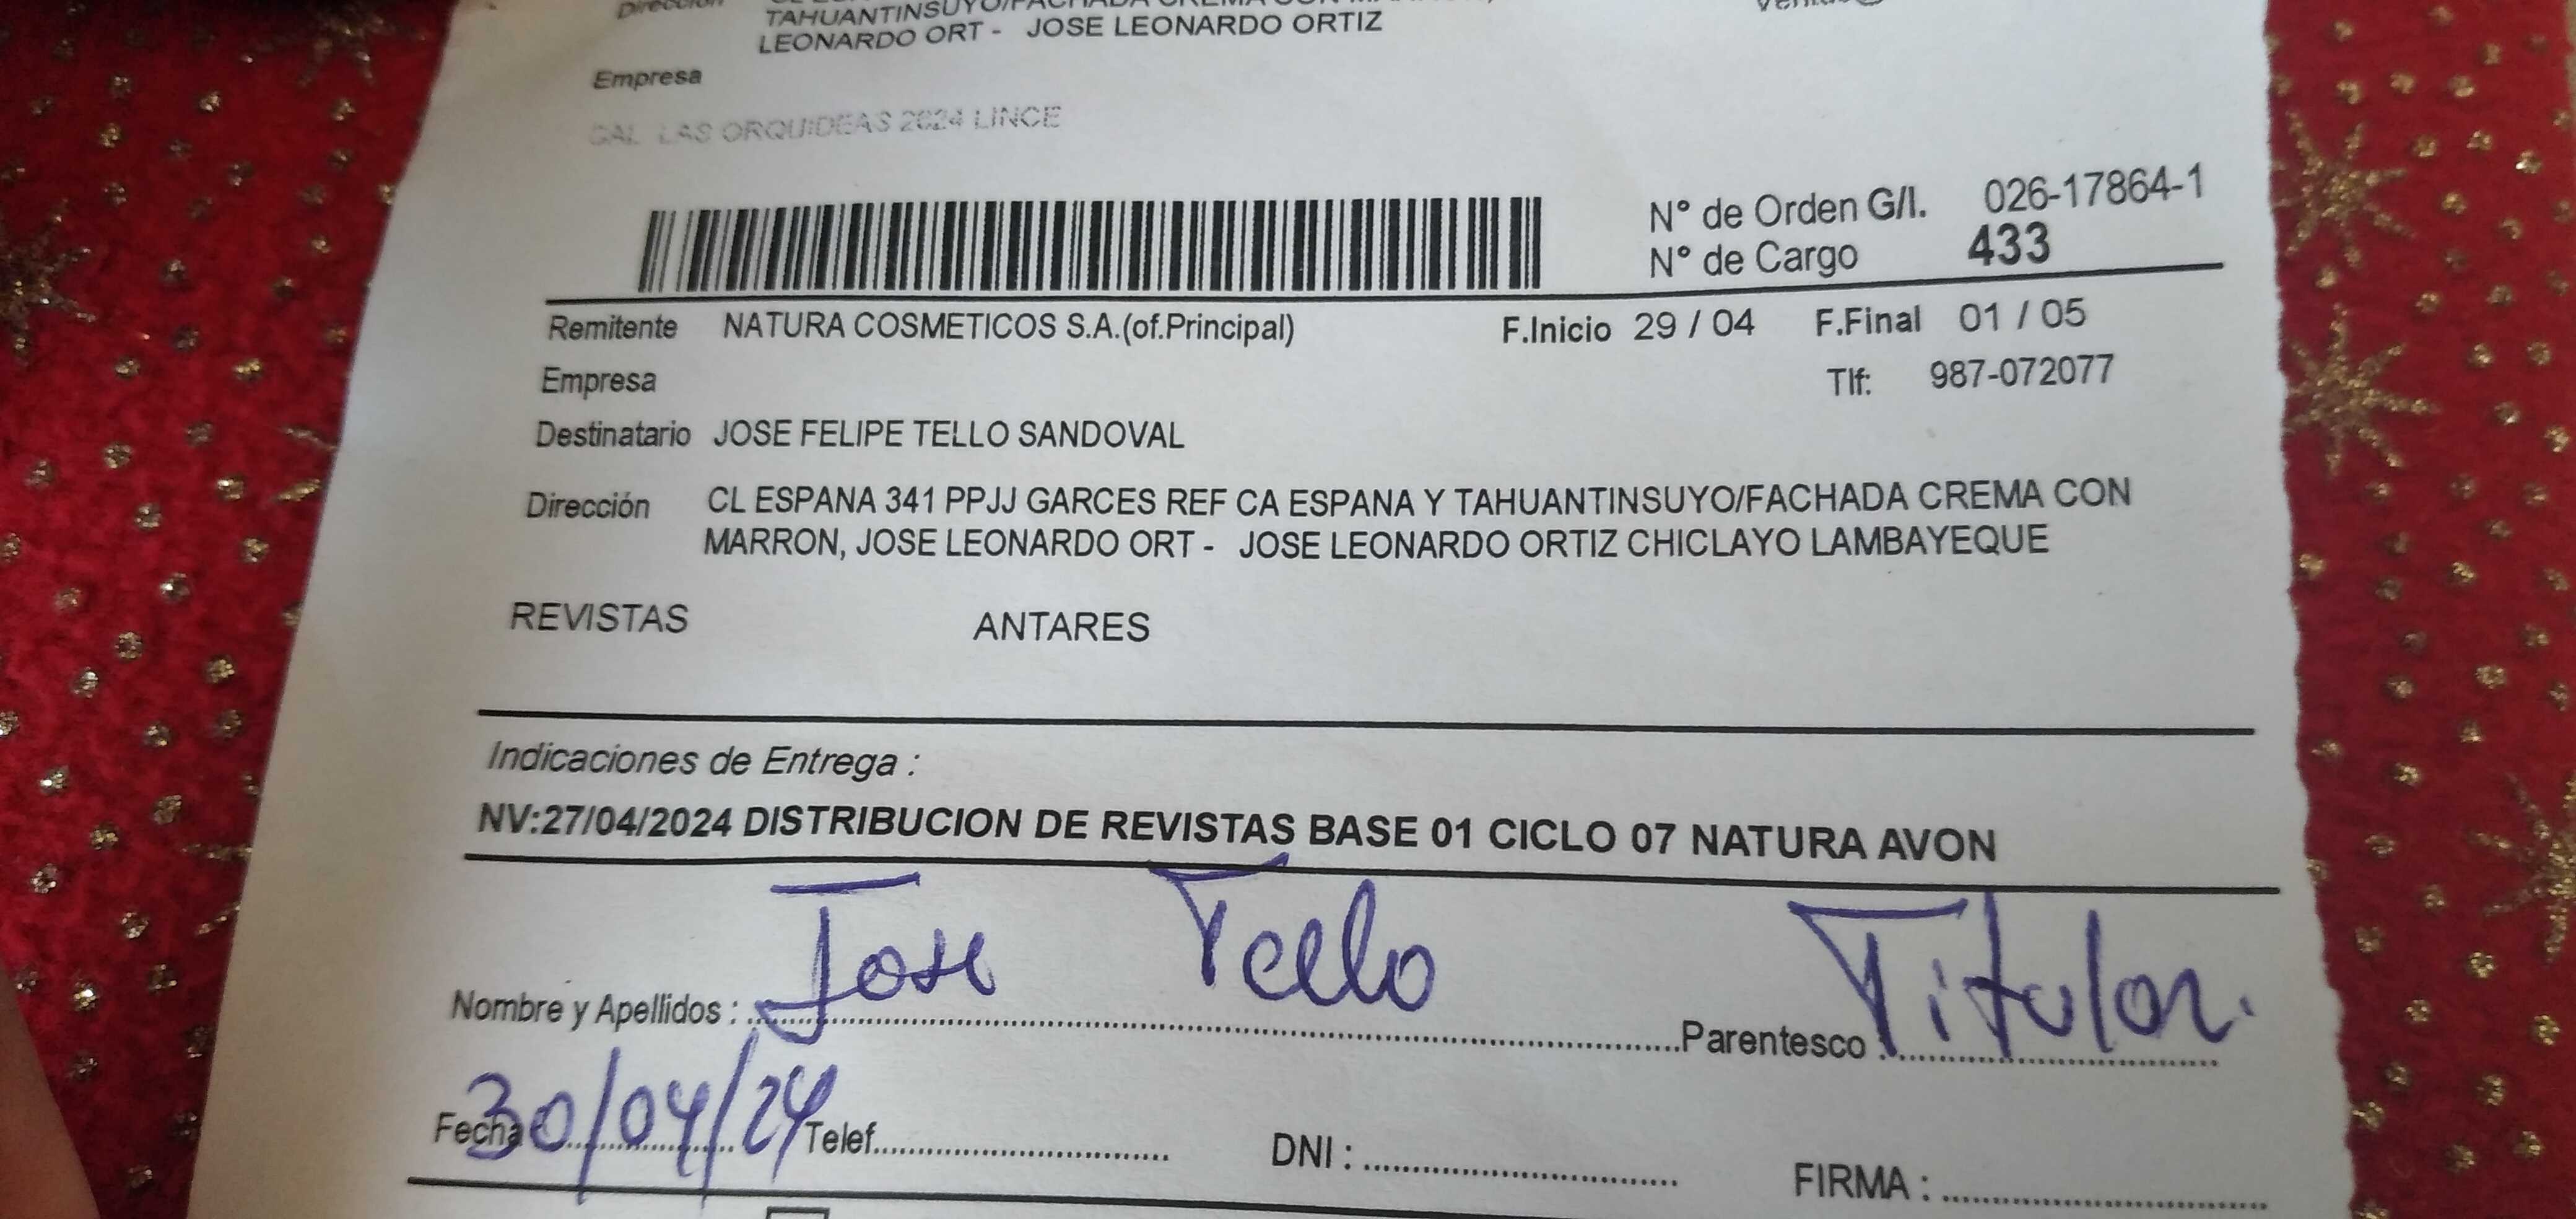 Dirección
TAHUANTINSUYO/FACHADA CREMA CON
LEONARDO ORT - JOSE LEONARDO ORTIZ
Empresa
CAL LAS ORQUIDEAS 2624 LINCE
N° de Orden G/I. 026-17864-1
N° de Cargo 433
Remitente NATURA COSMETICOS S.A.(of.Principal) F.Inicio 29 / 04 F.Final 01 / 05
Empresa Tlf: 987-072077
Destinatario JOSE FELIPE TELLO SANDOVAL
Dirección CL ESPANA 341 PPJJ GARCES REF CA ESPANA Y TAHUANTINSUYO/FACHADA CREMA CON
MARRON, JOSE LEONARDO ORT - JOSE LEONARDO ORTIZ CHICLAYO LAMBAYEQUE
REVISTAS ANTARES
Indicaciones de Entrega :
NV:27/04/2024 DISTRIBUCION DE REVISTAS BASE 01 CICLO 07 NATURA AVON
Nombre y Apellidos : Jose Tello Parentesco : Titular.
Fecha 30/04/24 Telef. DNI : FIRMA :